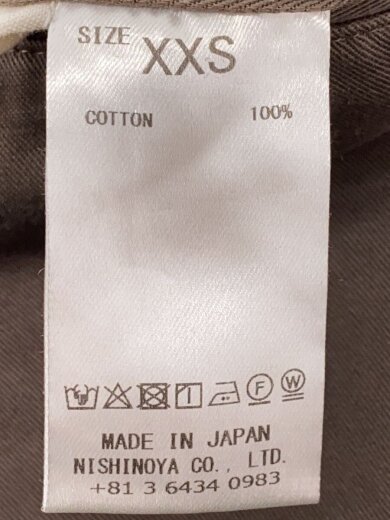 SIZE XXS
COTTON 100%
F W
MADE IN JAPAN
NISHINOYA CO., LTD.
+81 3 6434 0983